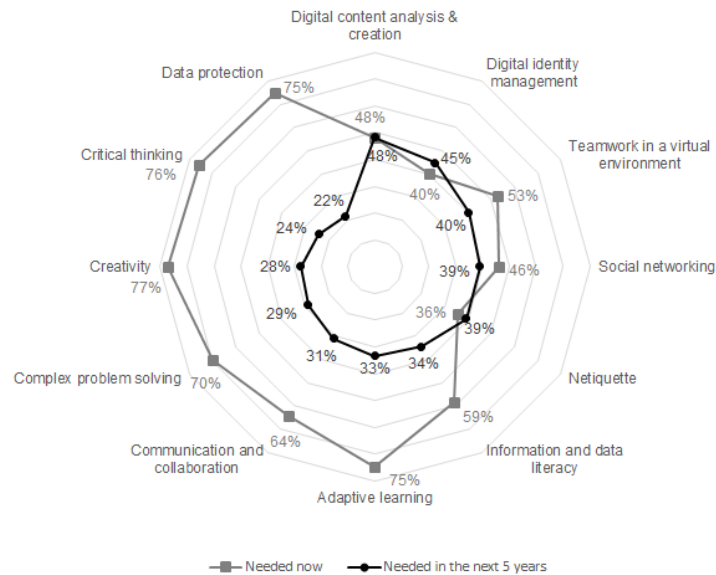 Digital content analysis &
creation
Data protection
75%
Digital identity
management
48%
48%
45%
40%
Critical thinking
76%
Teamwork in a virtual
environment
53%
22%
24%
40%
Creativity
77%
28%
39%
46%
Social networking
29%
36%
39%
31%
33%
34%
Complex problem solving
70%
Netiquette
59%
Communication and
collaboration
64%
Information and data
literacy
75%
Adaptive learning
Needed now
Needed in the next 5 years